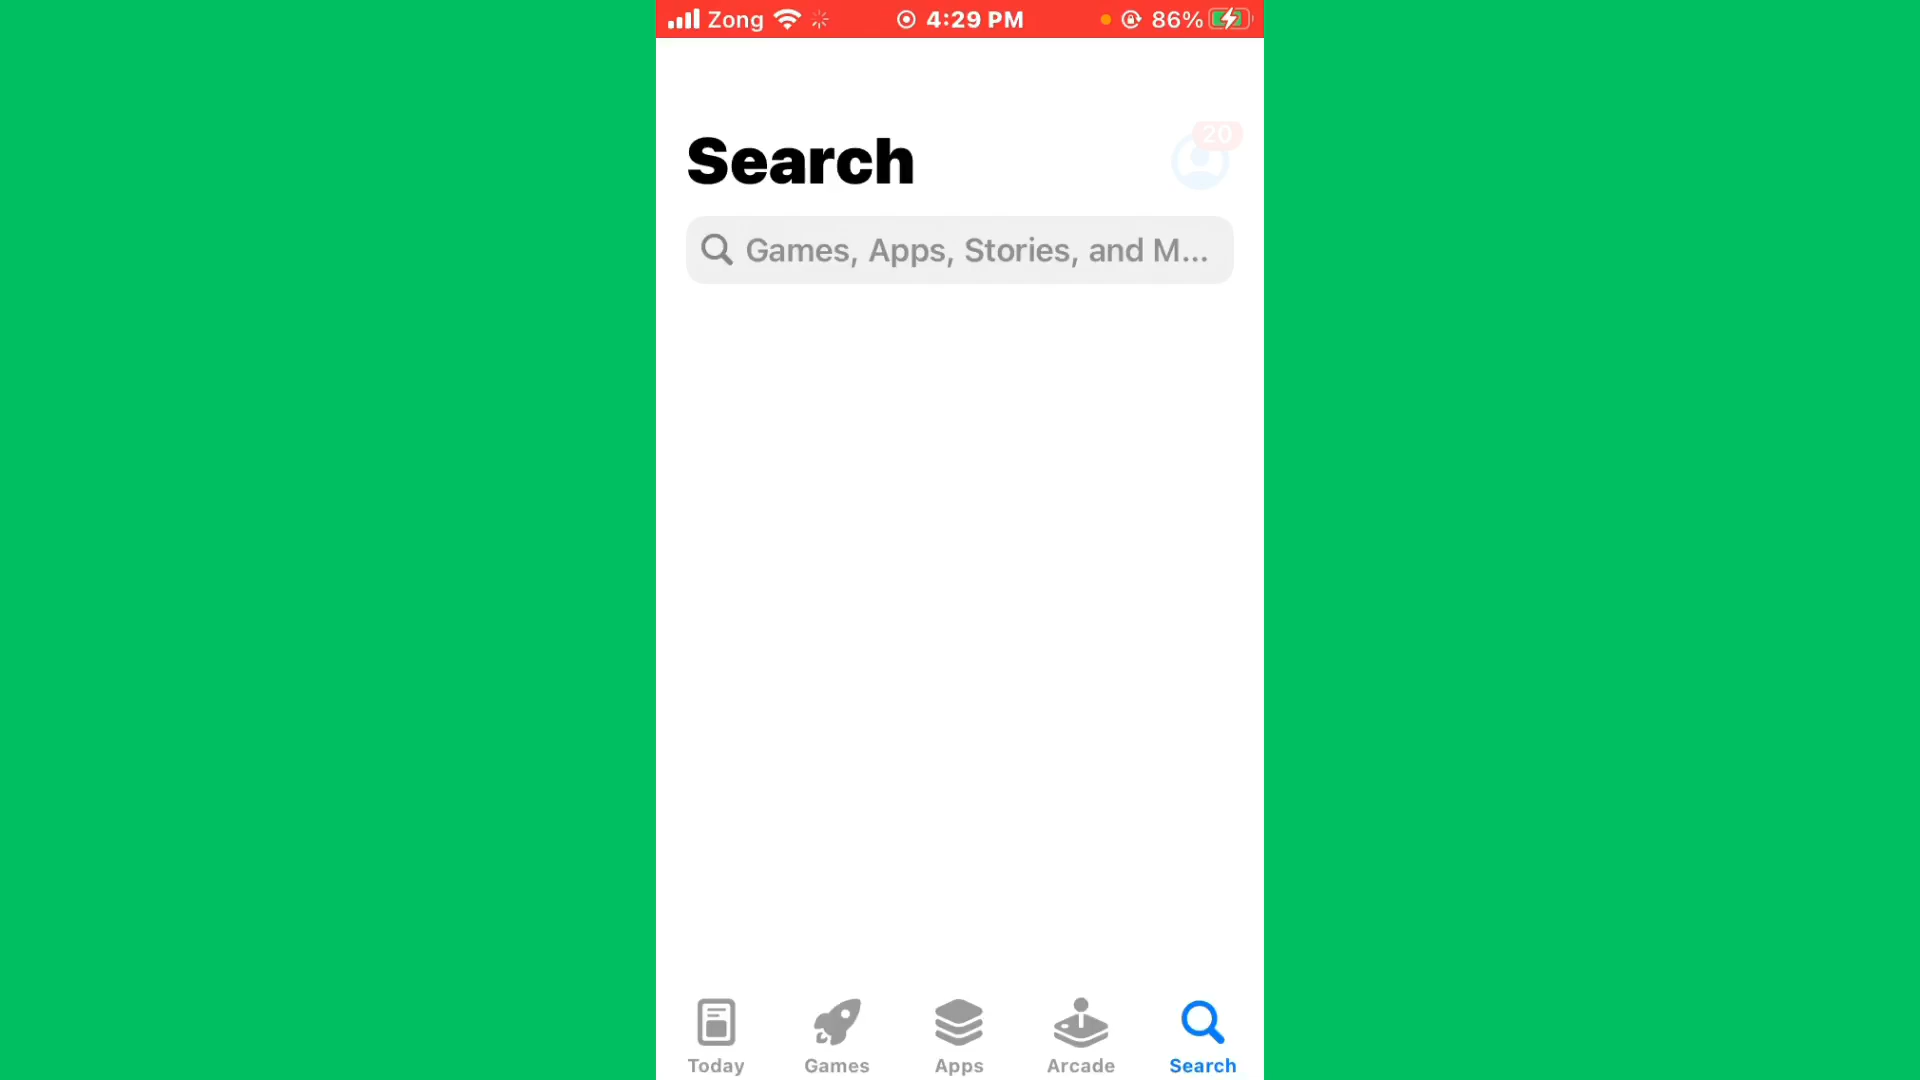 Zong 4:29 PM 86%
20
Search
Games, Apps, Stories, and M...
Today Games Apps Arcade Search